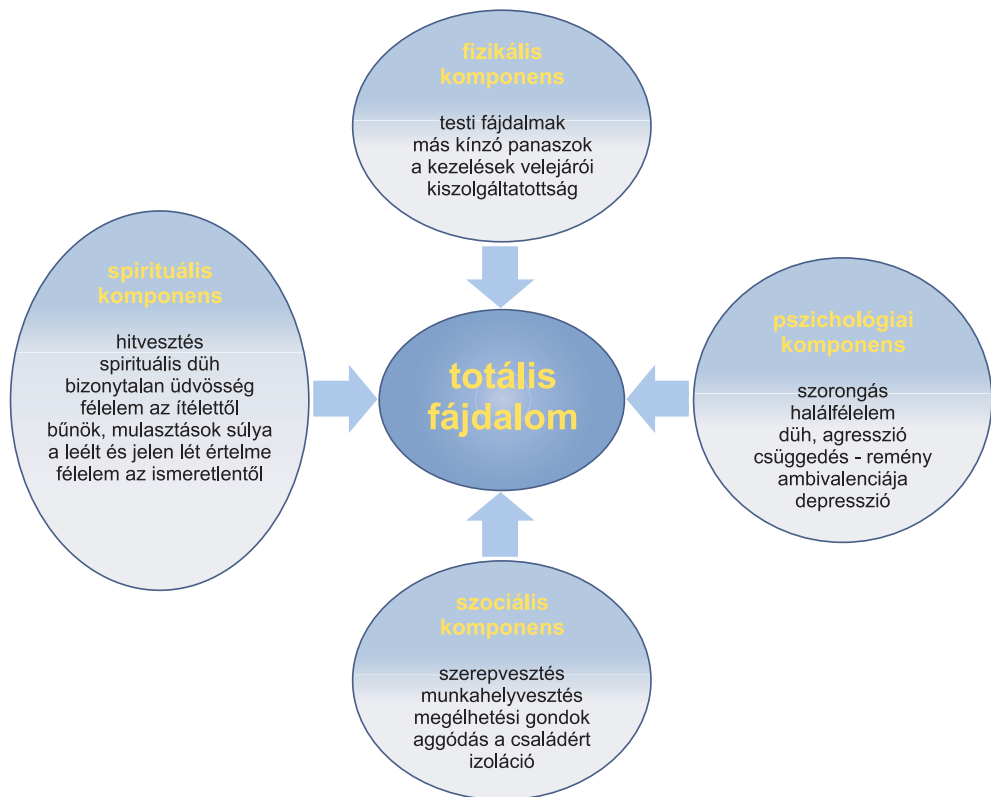 fizikális
komponens
testi fájdalmak
más kínzó panaszok
a kezelések velejárói
kiszolgáltatottság
spirituális
komponens
hitvesztés
spirituális düh
bizonytalan üdvösség
félelem az ítélettől
bűnök, mulasztások súlya
a leélt és jelen lét értelme
félelem az ismeretlentől
totális
fájdalom
pszichológiai
komponens
szorongás
halálfélelem
düh, agresszió
csüggedés - remény
ambivalenciája
depresszió
szociális
komponens
szerepvesztés
munkahelyvesztés
megélhetési gondok
aggódás a családért
izoláció